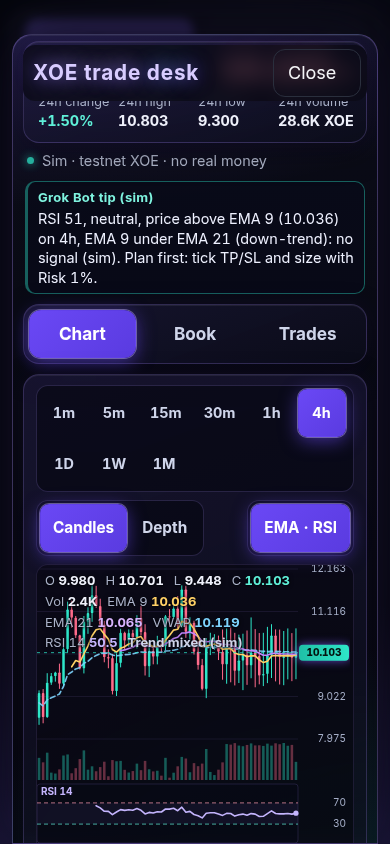 XOE trade desk
Close
24h change 24h high 24h low 24h volume
+1.50% 10.803 9.300 28.6K XOE
Sim · testnet XOE · no real money
Grok Bot tip (sim)
RSI 51, neutral, price above EMA 9 (10.036)
on 4h, EMA 9 under EMA 21 (down-trend): no
signal (sim). Plan first: tick TP/SL and size with
Risk 1%.
Chart Book Trades
1m 5m 15m 30m 1h 4h
1D 1W 1M
Candles Depth EMA · RSI
12.163
O 9.980 H 10.701 L 9.448 C 10.103
Vol 2.4K EMA 9 10.036
11.116
EMA 21 10.065 VWAP 10.119
RSI 14 50.5 Trend mixed (sim)
10.103
9.022
7.975
RSI 14
70
30